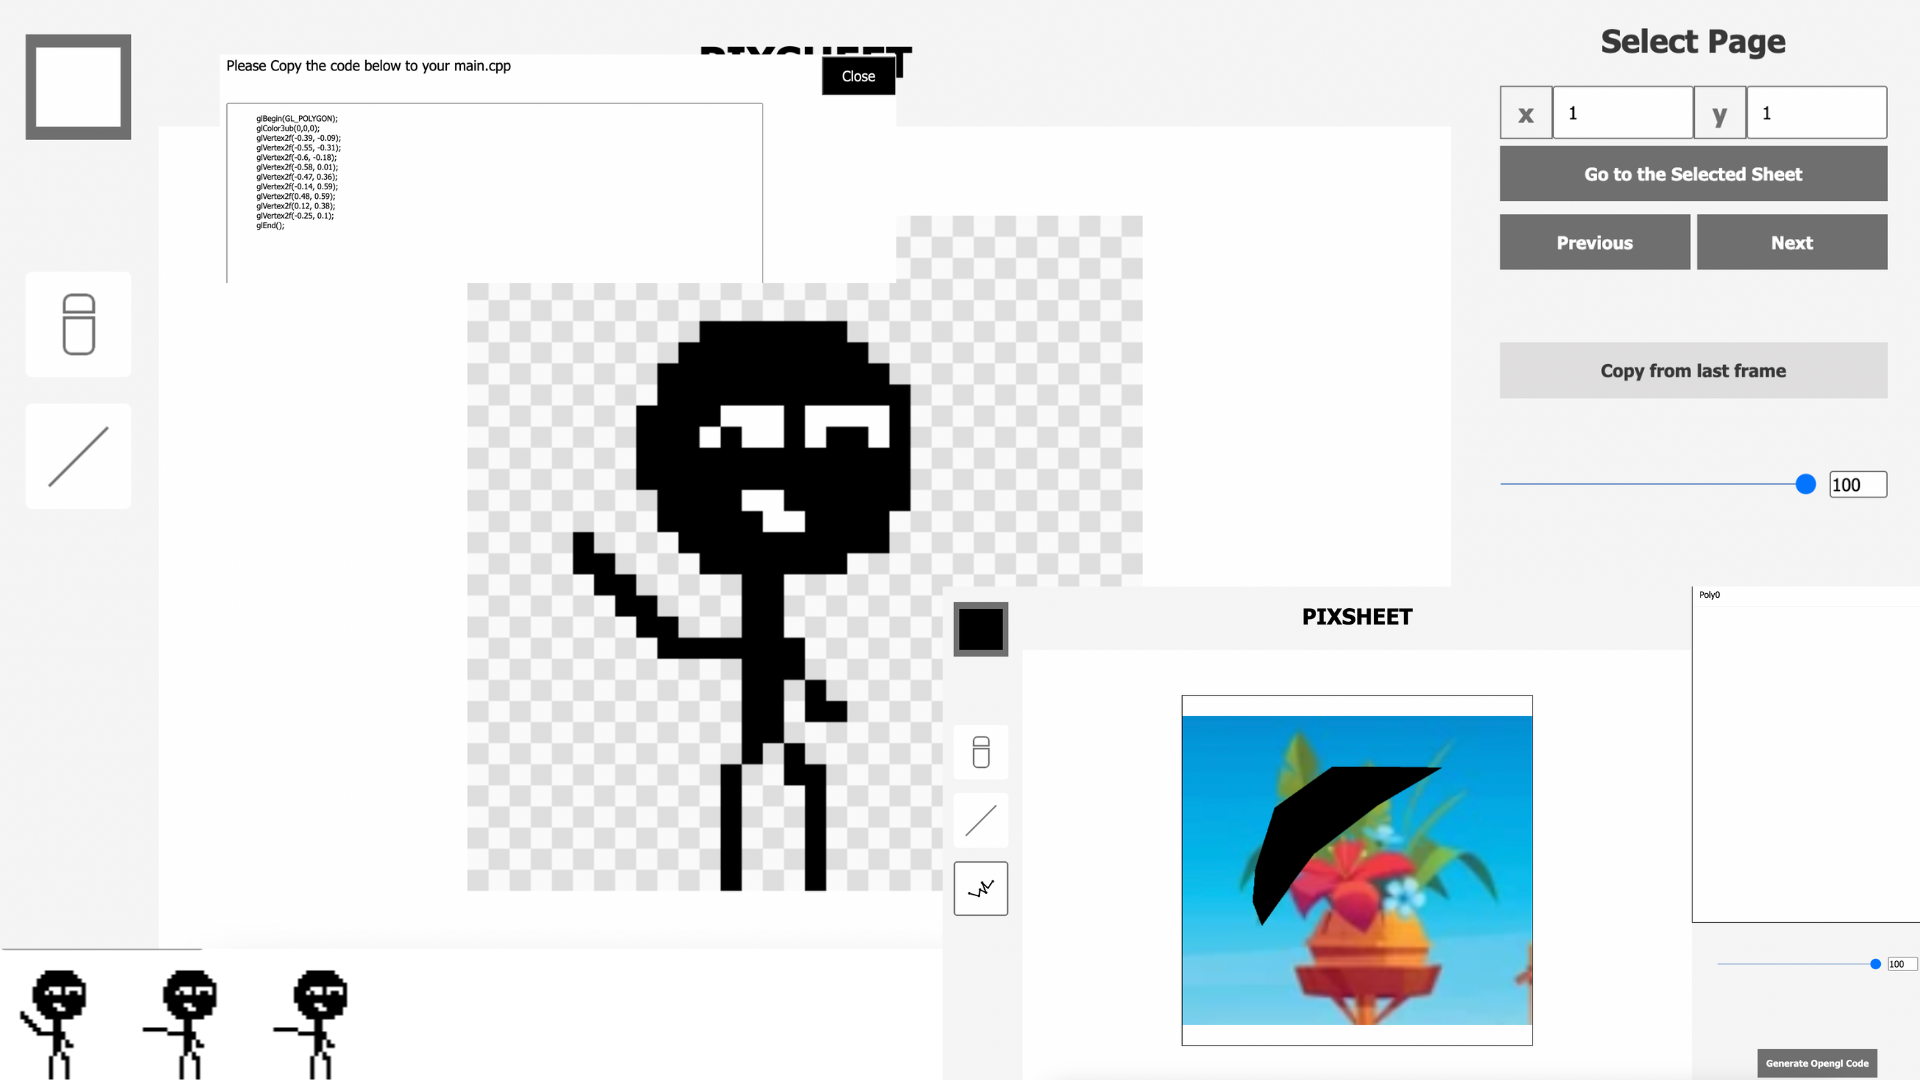 PIXSHEET
Please Copy the code below to your main.cpp
Close
glBegin(GL_POLYGON);
glColor3ub(0,0,0);
glVertex2f(-0.39, -0.09);
glVertex2f(-0.55, -0.31);
glVertex2f(-0.6, -0.18);
glVertex2f(-0.58, 0.01);
glVertex2f(-0.47, 0.36);
glVertex2f(-0.14, 0.59);
glVertex2f(0.48, 0.59);
glVertex2f(0.12, 0.38);
glVertex2f(-0.25, 0.1);
glEnd();
Select Page
x 1 y 1
Go to the Selected Sheet
Previous Next
Copy from last frame
100
PIXSHEET
Poly0
100
Generate Opengl Code